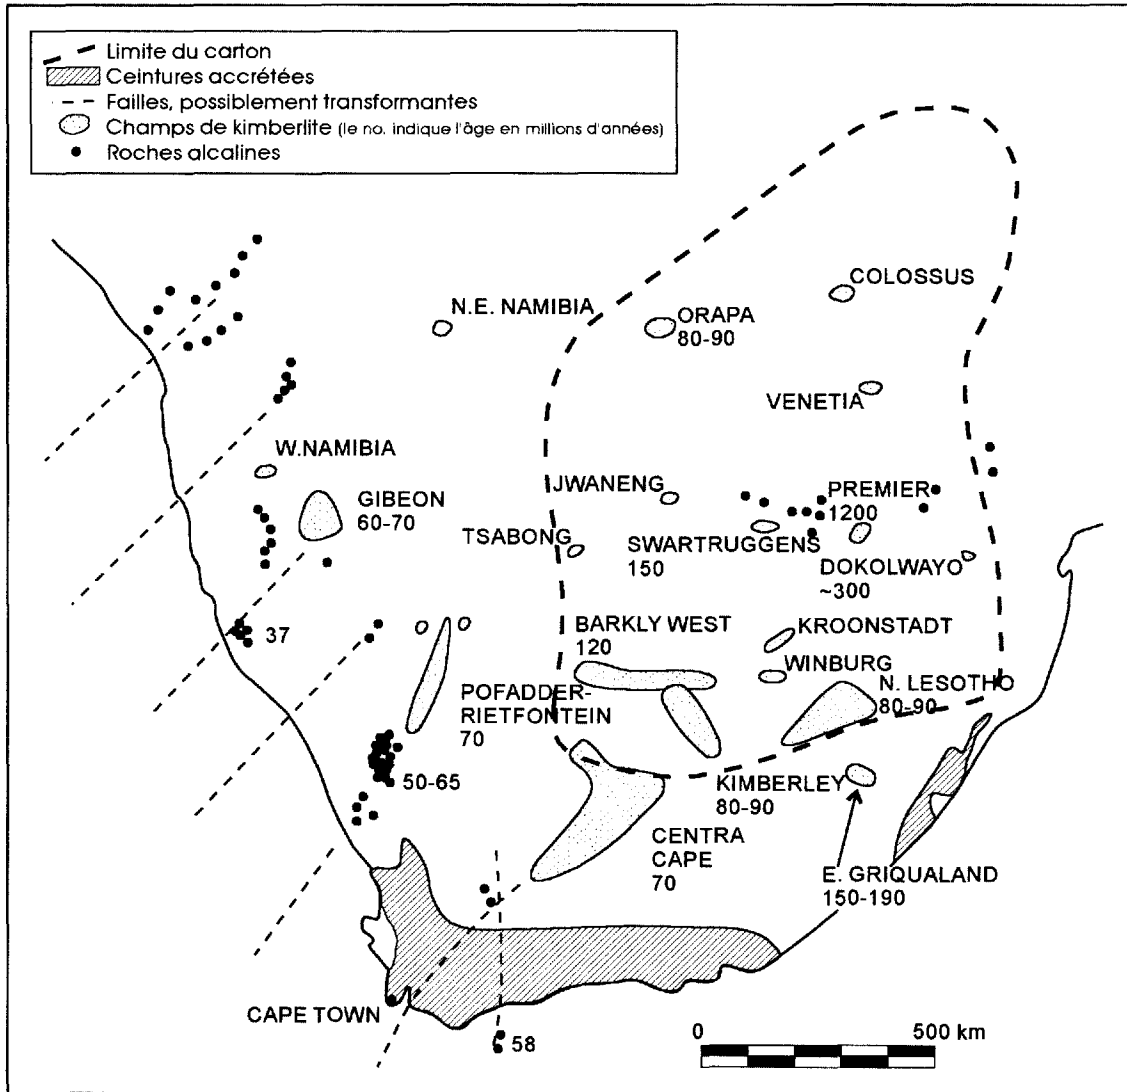 Limite du carton
Ceintures accrétées
Failles, possiblement transformantes
Champs de kimberlite (le no. indique l'âge en millions d'années)
Roches alcalines
COLOSSUS
N.E. NAMIBIA
ORAPA
80-90
VENETIA
W.NAMIBIA
GIBEON
60-70
JWANENG
PREMIER
1200
TSABONG
SWARTRUGGENS
150
DOKOLWAYO
~300
37
BARKLY WEST
120
KROONSTADT
WINBURG
N. LESOTHO
80-90
POFADDER-
RIETFONTEIN
70
50-65
KIMBERLEY
80-90
CENTRA
CAPE
70
E. GRIQUALAND
150-190
CAPE TOWN
58
0
500 km